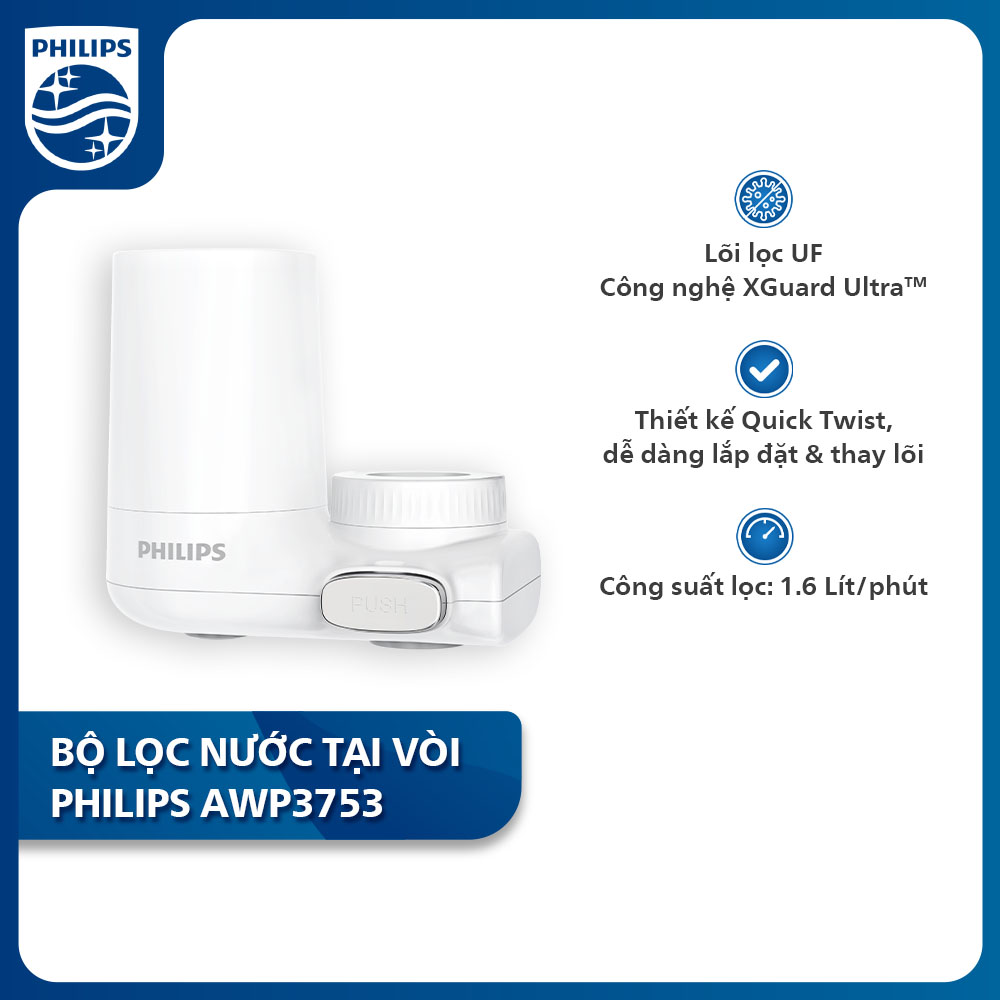 PHILIPS
Lõi lọc UF
Công nghệ XGuard Ultra™
Thiết kế Quick Twist,
dễ dàng lắp đặt & thay lõi
Công suất lọc: 1.6 Lít/phút
PHILIPS
PUSH
BỘ LỌC NƯỚC TẠI VÒI
PHILIPS AWP3753